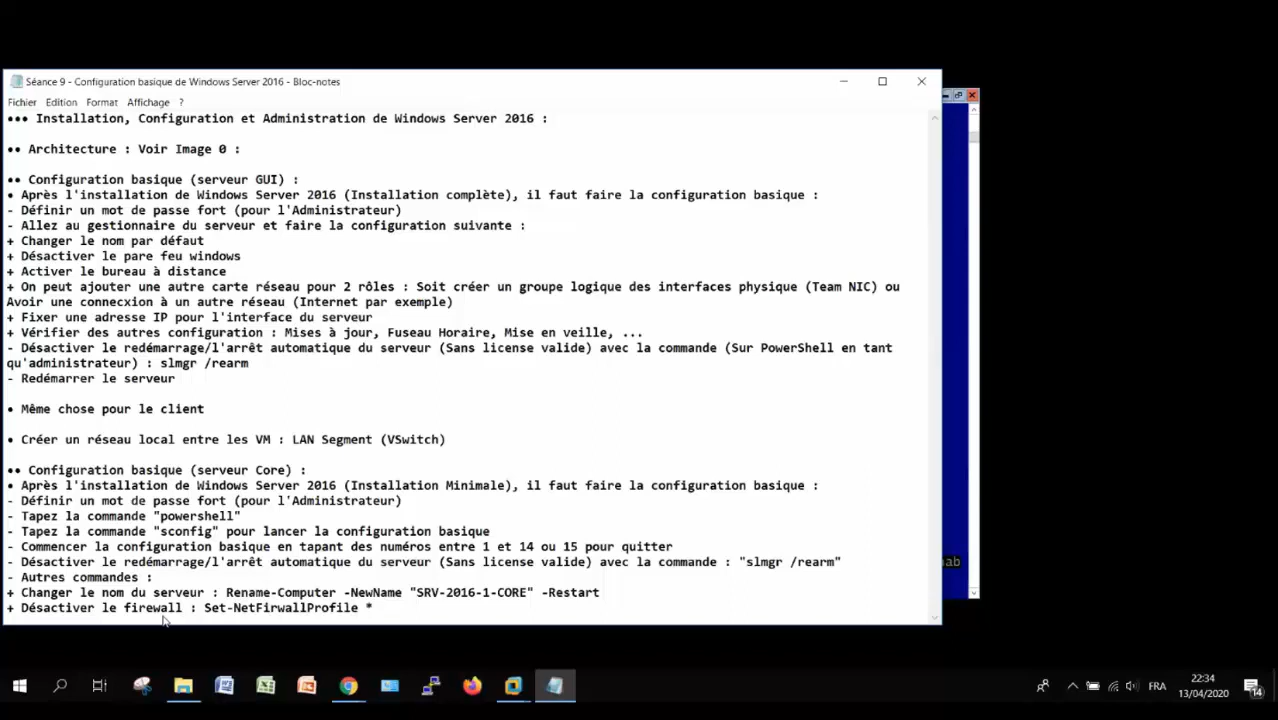 Séance 9 - Configuration basique de Windows Server 2016 - Bloc-notes
Fichier Edition Format Affichage ?
••• Installation, Configuration et Administration de Windows Server 2016 :
•• Architecture : Voir Image 0 :
•• Configuration basique (serveur GUI) :
• Après l'installation de Windows Server 2016 (Installation complète), il faut faire la configuration basique :
- Définir un mot de passe fort (pour l'Administrateur)
- Allez au gestionnaire du serveur et faire la configuration suivante :
+ Changer le nom par défaut
+ Désactiver le pare feu windows
+ Activer le bureau à distance
+ On peut ajouter une autre carte réseau pour 2 rôles : Soit créer un groupe logique des interfaces physique (Team NIC) ou
Avoir une connecxion à un autre réseau (Internet par exemple)
+ Fixer une adresse IP pour l'interface du serveur
+ Vérifier des autres configuration : Mises à jour, Fuseau Horaire, Mise en veille, ...
- Désactiver le redémarrage/l'arrêt automatique du serveur (Sans license valide) avec la commande (Sur PowerShell en tant
qu'administrateur) : slmgr /rearm
- Redémarrer le serveur
• Même chose pour le client
• Créer un réseau local entre les VM : LAN Segment (VSwitch)
•• Configuration basique (serveur Core) :
• Après l'installation de Windows Server 2016 (Installation Minimale), il faut faire la configuration basique :
- Définir un mot de passe fort (pour l'Administrateur)
- Tapez la commande "powershell"
- Tapez la commande "sconfig" pour lancer la configuration basique
- Commencer la configuration basique en tapant des numéros entre 1 et 14 ou 15 pour quitter
- Désactiver le redémarrage/l'arrêt automatique du serveur (Sans license valide) avec la commande : "slmgr /rearm"
- Autres commandes :
+ Changer le nom du serveur : Rename-Computer -NewName "SRV-2016-1-CORE" -Restart
+ Désactiver le firewall : Set-NetFirwallProfile *
ab
FRA
22:34
13/04/2020
14